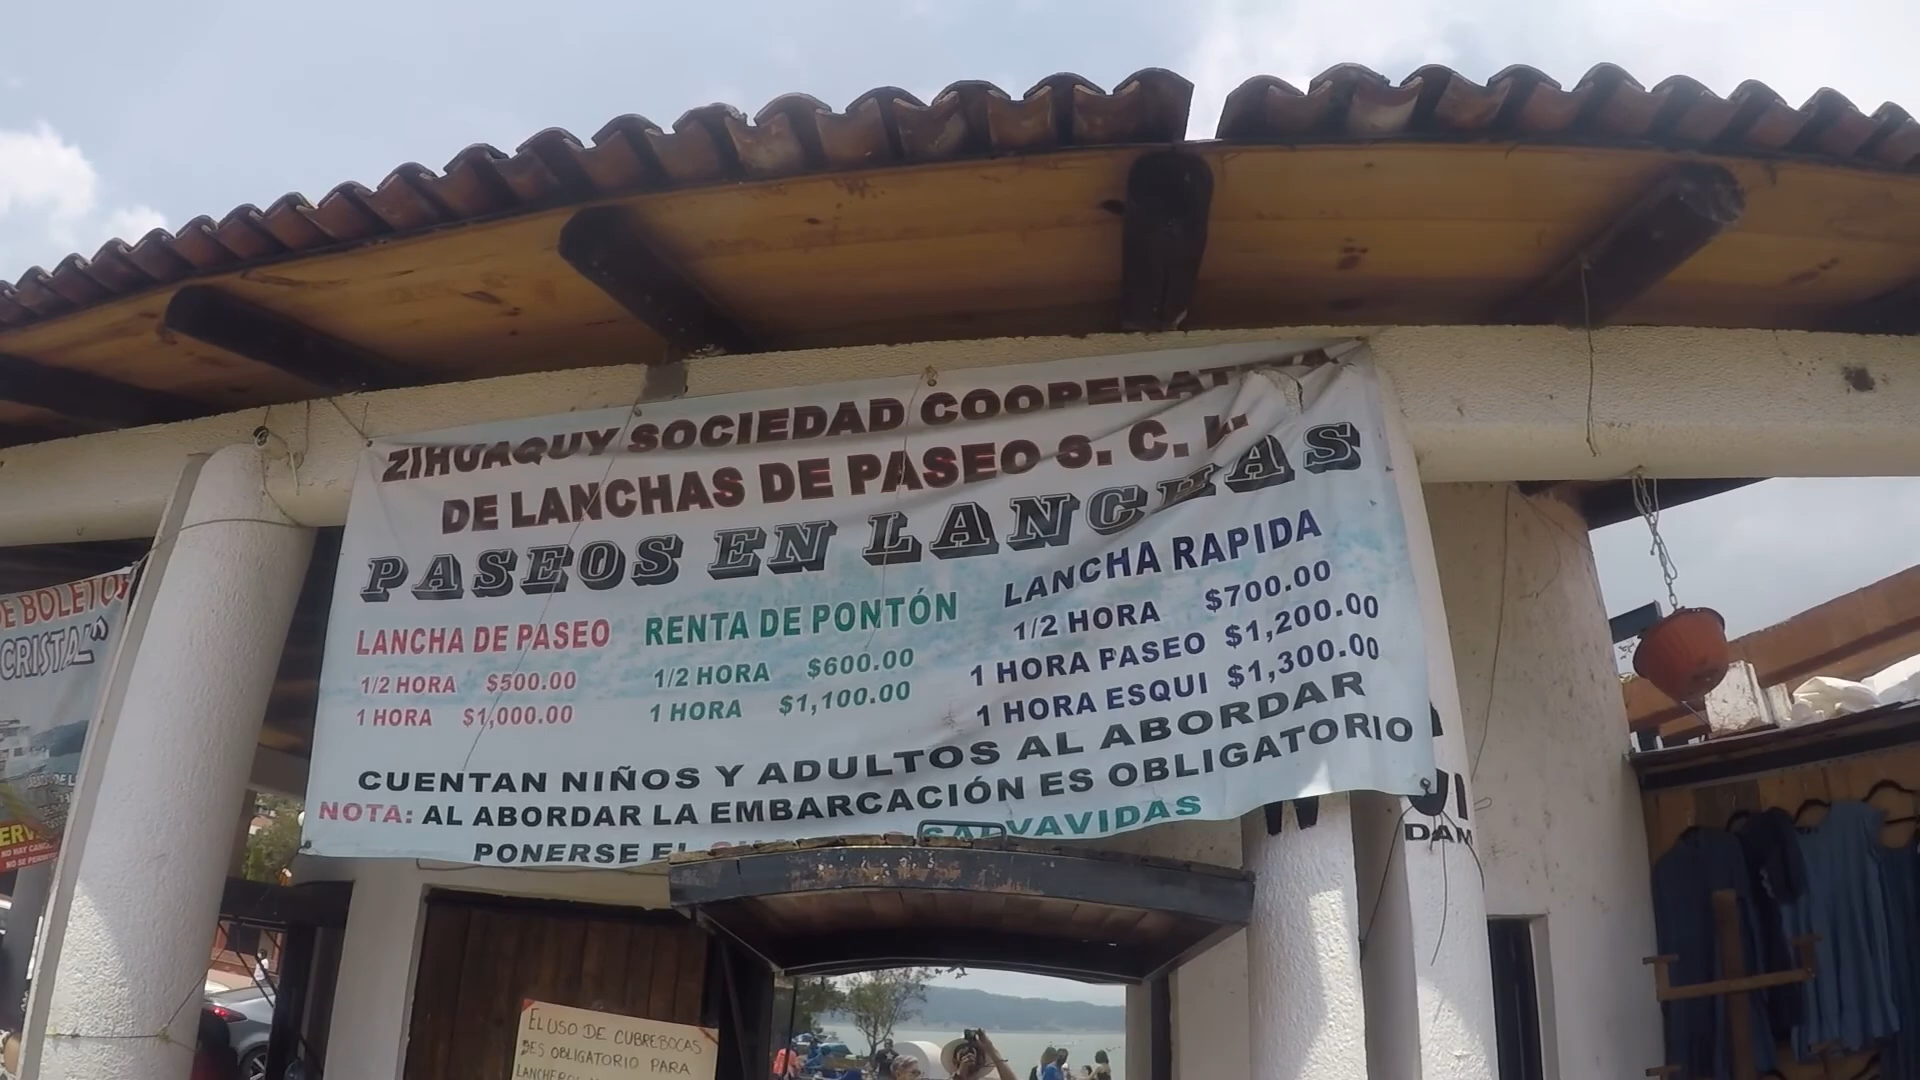 ZIHUAQUY SOCIEDAD COOPERATIVA
DE LANCHAS DE PASEO S. C. L.
PASEOS EN LANCHAS
LANCHA DE PASEO
1/2 HORA $500.00
1 HORA $1,000.00
RENTA DE PONTÓN
1/2 HORA $600.00
1 HORA $1,100.00
LANCHA RAPIDA
1/2 HORA $700.00
1 HORA PASEO $1,200.00
1 HORA ESQUI $1,300.00
CUENTAN NIÑOS Y ADULTOS AL ABORDAR
NOTA: AL ABORDAR LA EMBARCACIÓN ES OBLIGATORIO
PONERSE EL SALVAVIDAS
DE BOLETOS
CRISTAL"
DAM
EL USO DE CUBREBOCAS
ES OBLIGATORIO PARA